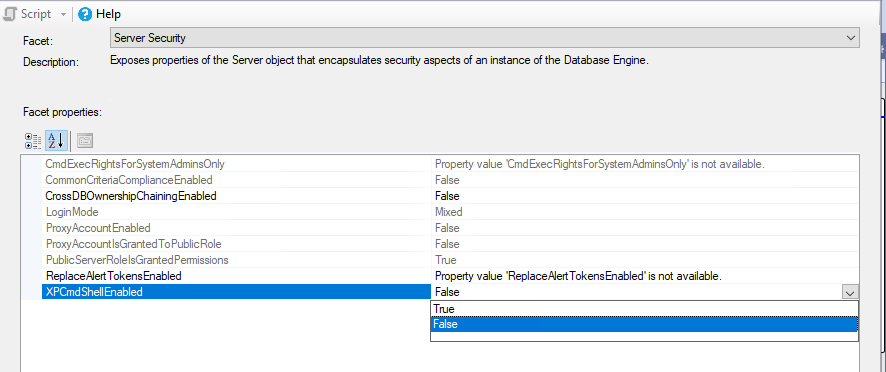 Script Help
Facet: Server Security
Description: Exposes properties of the Server object that encapsulates security aspects of an instance of the Database Engine.
Facet properties:
CmdExecRightsForSystemAdminsOnly Property value 'CmdExecRightsForSystemAdminsOnly' is not available.
CommonCriteriaComplianceEnabled False
CrossDBOwnershipChainingEnabled False
LoginMode Mixed
ProxyAccountEnabled False
ProxyAccountIsGrantedToPublicRole False
PublicServerRoleIsGrantedPermissions True
ReplaceAlertTokensEnabled Property value 'ReplaceAlertTokensEnabled' is not available.
XPCmdShellEnabled False
True
False